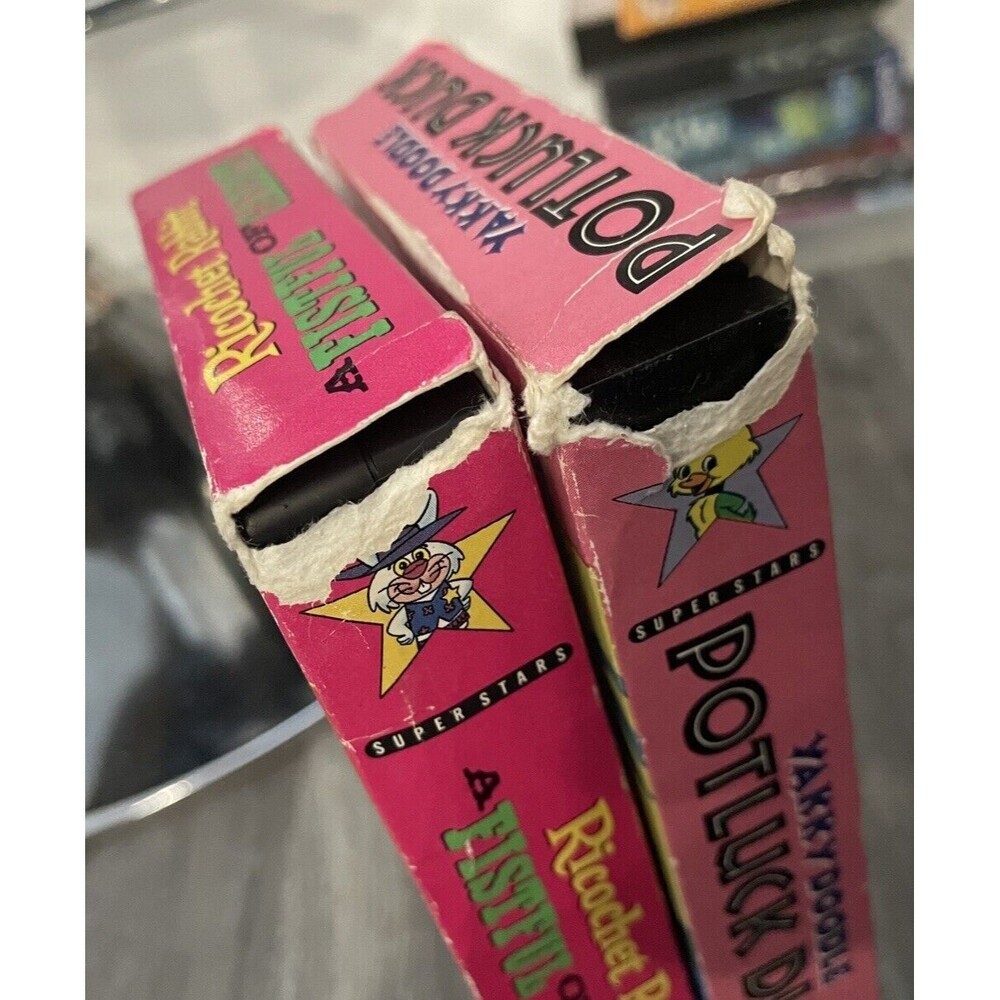 Ricochet Rabbit
A FISTFUL OF
YAKKY DOODLE
POTLUCK DUCK
SUPER STARS
A FISTFUL
Ricochet
SUPER STARS
POTLUCK
YAKKY DOODLE